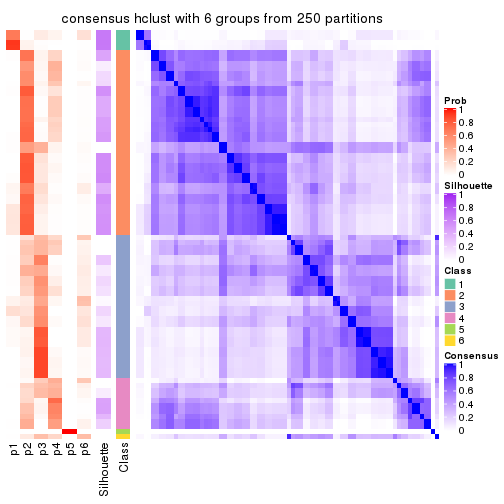 consensus hclust with 6 groups from 250 partitions
Prob
1
0.8
0.6
0.4
0.2
0
Silhouette
1
0.8
0.6
0.4
0.2
0
Class
1
2
3
4
5
6
Consensus
1
0.8
0.6
0.4
0.2
0
p1
p2
p3
p4
p5
p6
Silhouette
Class